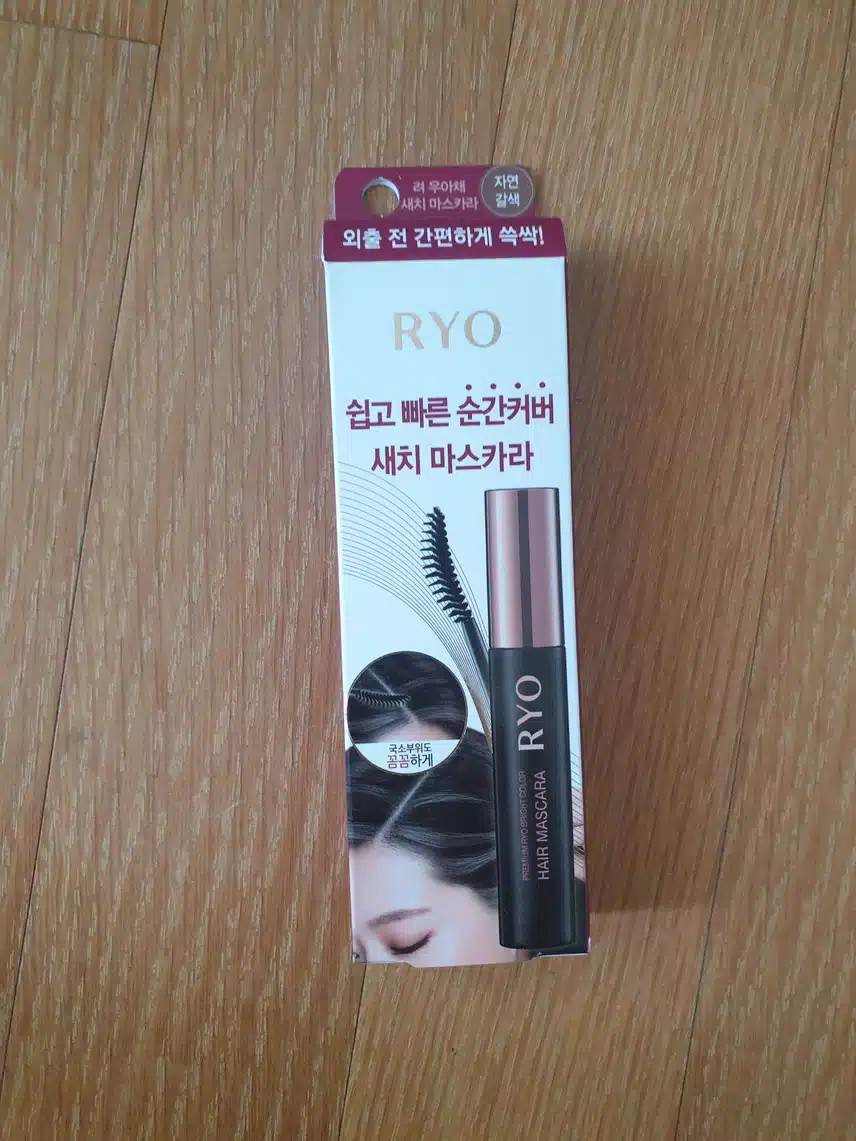 려 우아채
새치 마스카라
자연
갈색
외출 전 간편하게 쓱싹!
RYO
쉽고 빠른 순간커버
새치 마스카라
국소부위도
꼼꼼하게
RYO
PREMIUM RYO BRIGHT COLOR
HAIR MASCARA